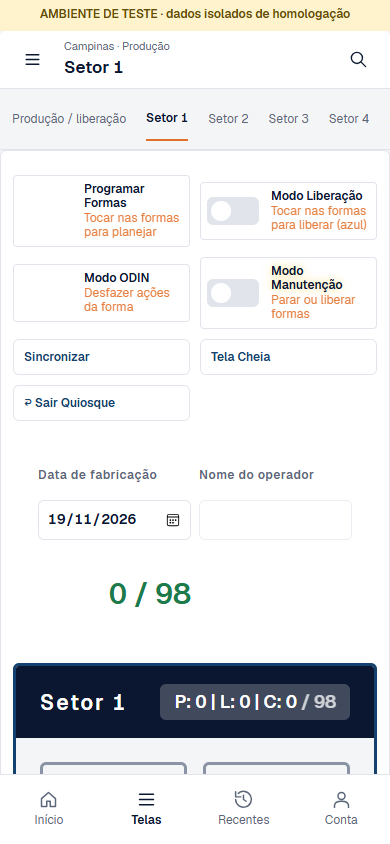 AMBIENTE DE TESTE · dados isolados de homologação
Campinas · Produção
Setor 1
Produção / liberação
Setor 1
Setor 2
Setor 3
Setor 4
Programar
Formas
Tocar nas formas
para planejar
Modo Liberação
Tocar nas formas
para liberar (azul)
Modo ODIN
Desfazer ações
da forma
Modo
Manutenção
Parar ou liberar
formas
Sincronizar
Tela Cheia
Sair Quiosque
Data de fabricação
Nome do operador
19/11/2026
0 / 98
Setor 1
P: 0 | L: 0 | C: 0 / 98
Início
Telas
Recentes
Conta